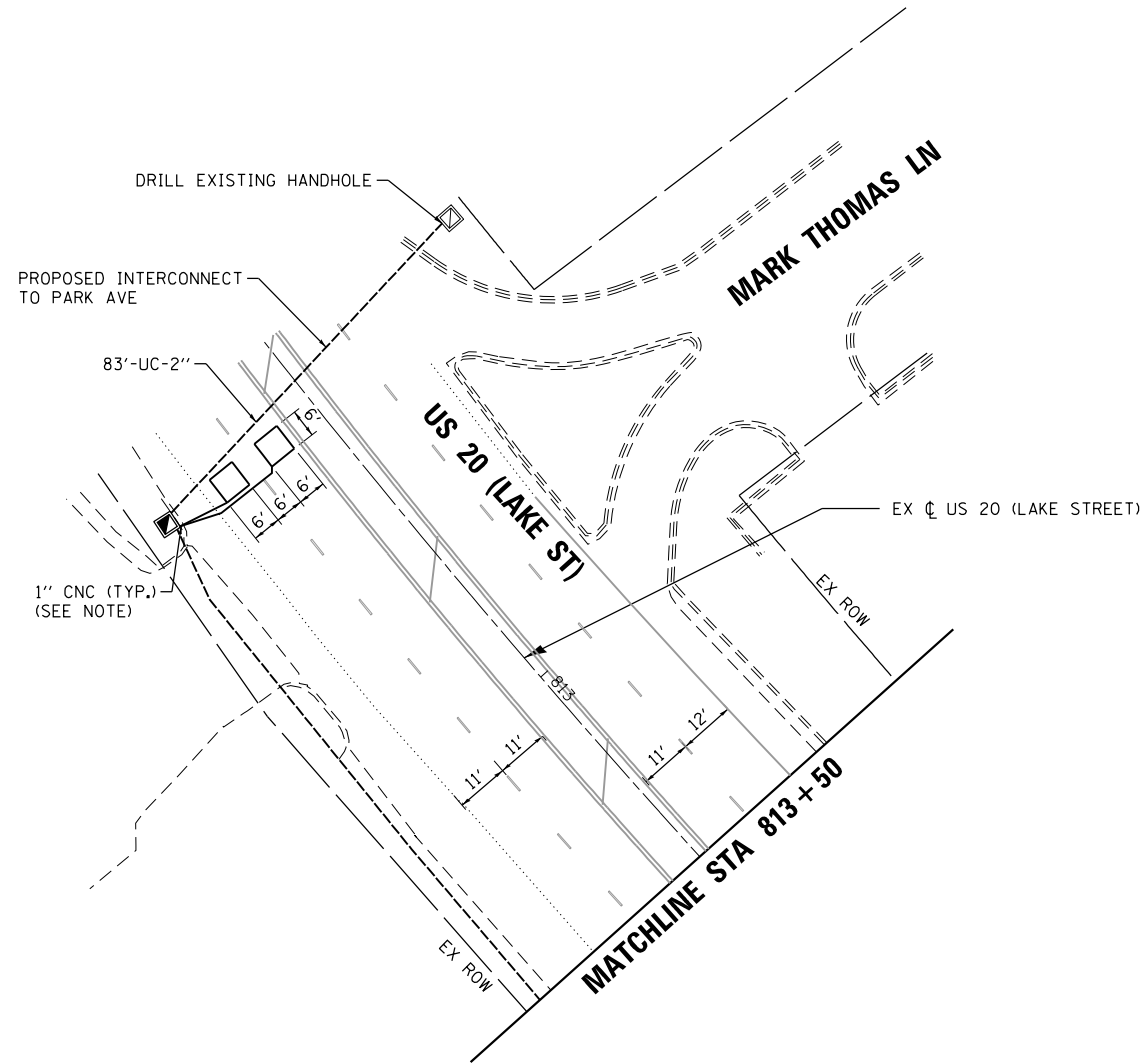 DRILL EXISTING HANDHOLE
MARK THOMAS LN
PROPOSED INTERCONNECT
TO PARK AVE
83'-UC-2''
US 20 (LAKE ST)
6'
6'
6'
6'
EX ℄ US 20 (LAKE STREET)
1'' CNC (TYP.)
(SEE NOTE)
EX ROW
813
12'
11'
11'
11'
MATCHLINE STA 813+50
EX ROW